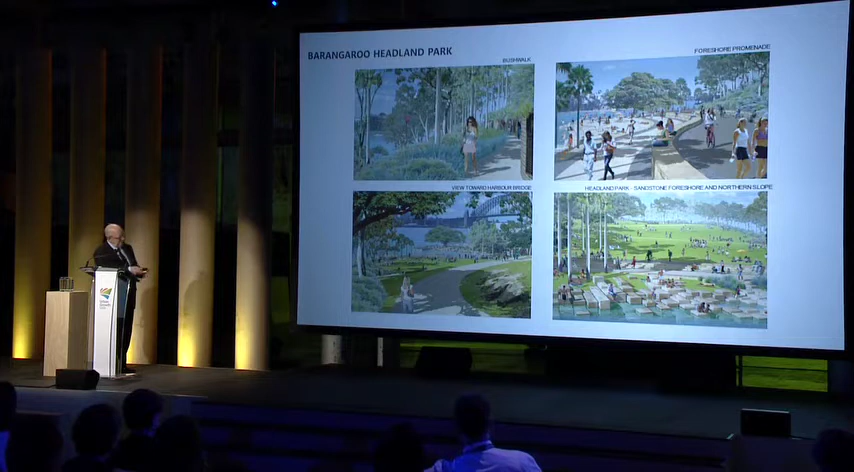 BARANGAROO HEADLAND PARK
BUSHWALK
FORESHORE PROMENADE
VIEW TOWARD HARBOUR BRIDGE
HEADLAND PARK - SANDSTONE FORESHORE AND NORTHERN SLOPE